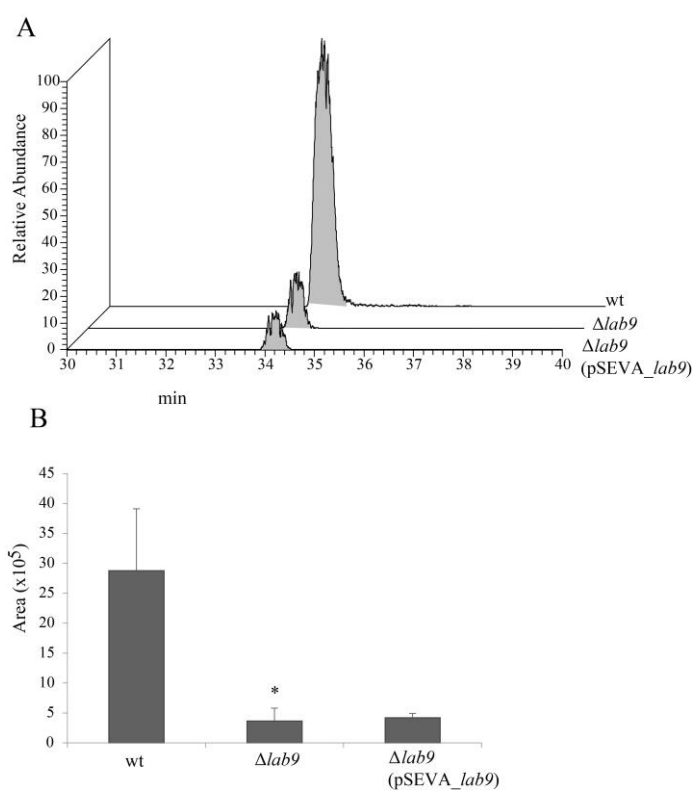 A
Relative Abundance
100
90
80
70
60
50
40
30
20
10
0
30 31 32 33 34 35 36 37 38 39 40
min
wt
Δlab9
Δlab9
(pSEVA_lab9)
B
Area (x10⁵)
45
40
35
30
25
20
15
10
5
0
*
wt
Δlab9
Δlab9
(pSEVA_lab9)